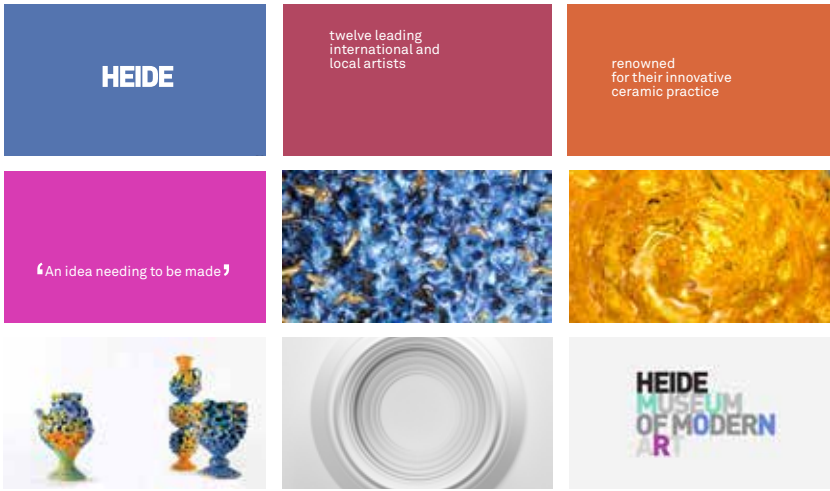 HEIDE
twelve leading
international and
local artists
renowned
for their innovative
ceramic practice
‘An idea needing to be made’
HEIDE
MUSEUM
OF MODERN
ART